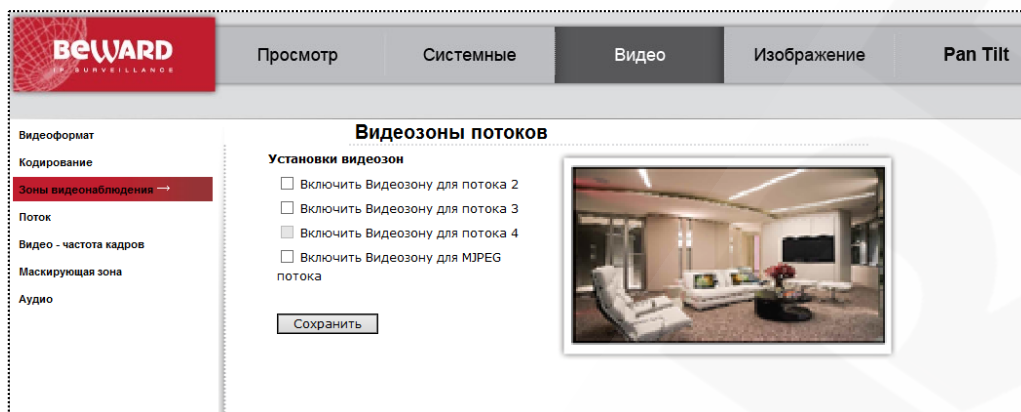 BEWARD
IP SURVEILLANCE
Просмотр Системные Видео Изображение Pan Tilt
Видеоформат
Кодирование
Зоны видеонаблюдения →
Поток
Видео - частота кадров
Маскирующая зона
Аудио
Видеозоны потоков
Установки видеозон
Включить Видеозону для потока 2
Включить Видеозону для потока 3
Включить Видеозону для потока 4
Включить Видеозону для MJPEG
потока
Сохранить